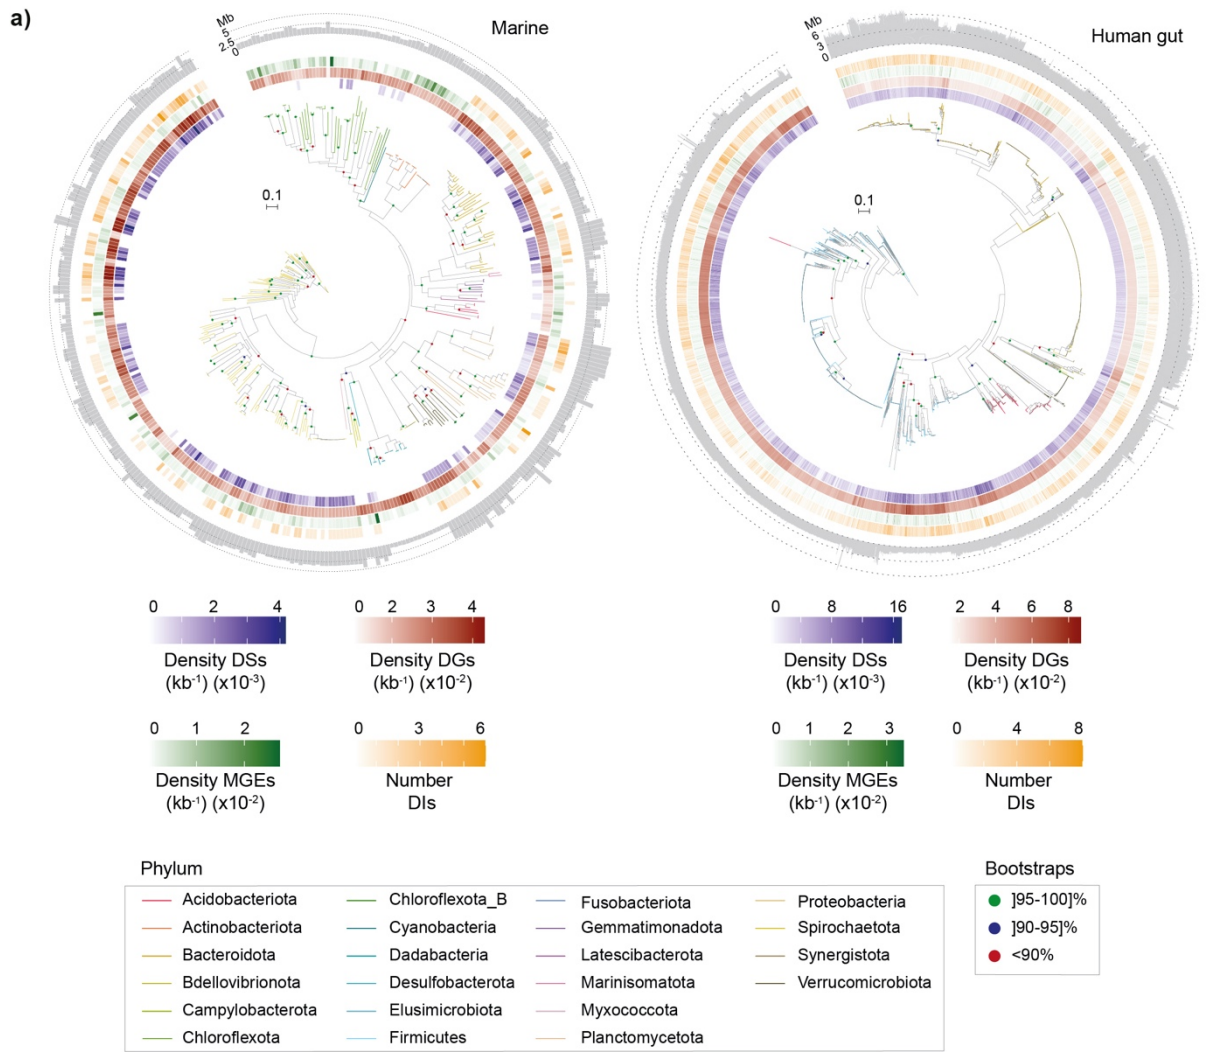 a)
Marine
Human gut
Mb
5
2.5
0
Mb
6
3
0
0.1
0.1
0 2 4
Density DSs
(kb-1) (x10-3)
0 2 3 4
Density DGs
(kb-1) (x10-2)
0 8 16
Density DSs
(kb-1) (x10-3)
2 4 6 8
Density DGs
(kb-1) (x10-2)
0 1 2
Density MGEs
(kb-1) (x10-2)
0 3 6
Number
DIs
0 1 2 3
Density MGEs
(kb-1) (x10-2)
0 4 8
Number
DIs
Phylum
Acidobacteriota
Actinobacteriota
Bacteroidota
Bdellovibrionota
Campylobacterota
Chloroflexota
Chloroflexota_B
Cyanobacteria
Dadabacteria
Desulfobacterota
Elusimicrobiota
Firmicutes
Fusobacteriota
Gemmatimonadota
Latescibacterota
Marinisomatota
Myxococcota
Planctomycetota
Proteobacteria
Spirochaetota
Synergistota
Verrucomicrobiota
Bootstraps
]95-100]%
]90-95]%
<90%